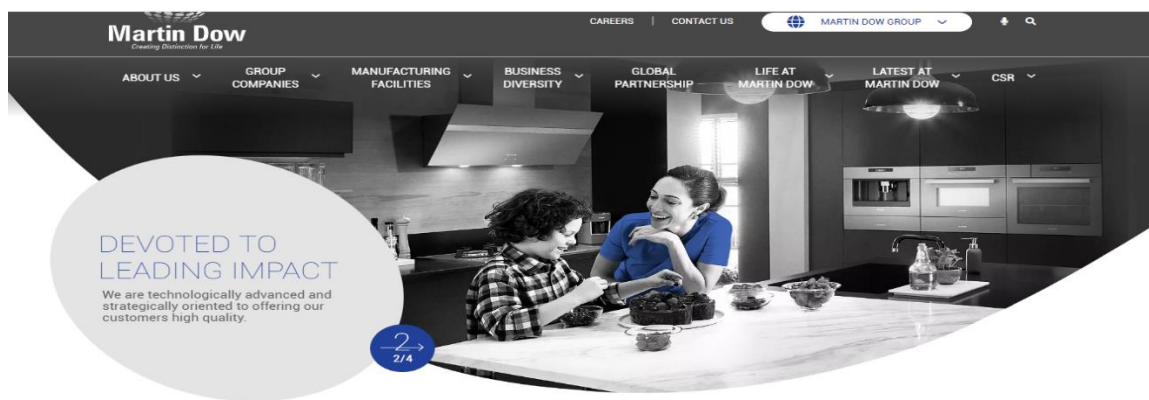 Martin Dow
Creating Distinction for Life
CAREERS | CONTACT US
MARTIN DOW GROUP
ABOUT US
GROUP
COMPANIES
MANUFACTURING
FACILITIES
BUSINESS
DIVERSITY
GLOBAL
PARTNERSHIP
LIFE AT
MARTIN DOW
LATEST AT
MARTIN DOW
CSR
DEVOTED TO
LEADING IMPACT
We are technologically advanced and
strategically oriented to offering our
customers high quality.
2
2/4